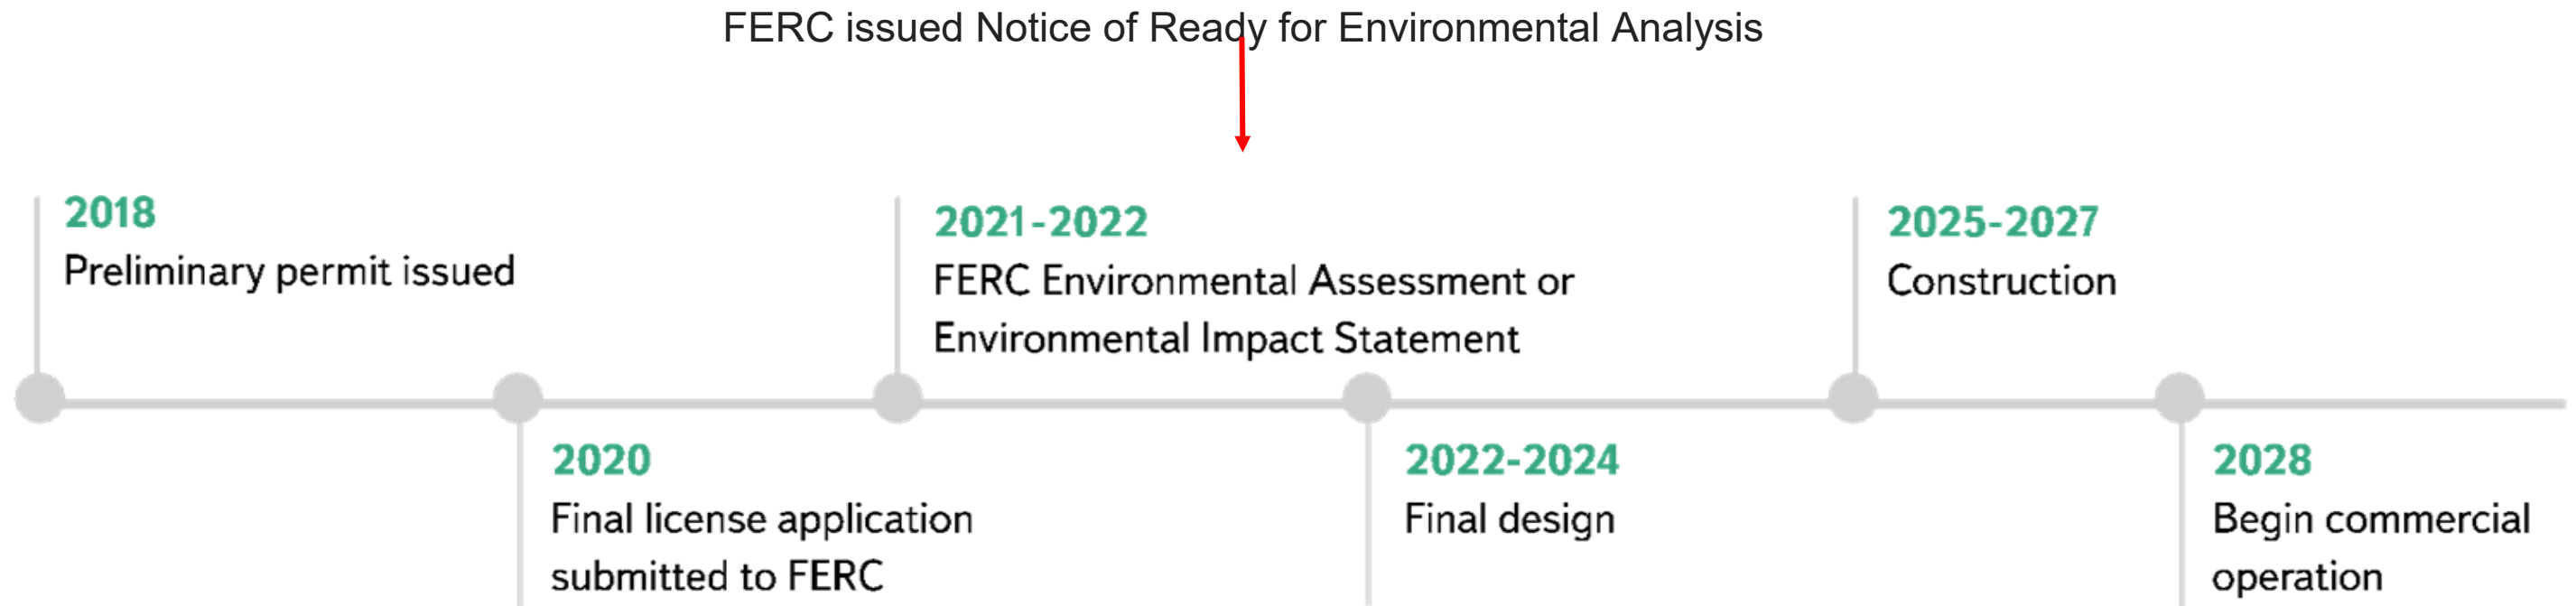 FERC issued Notice of Ready for Environmental Analysis
2018
Preliminary permit issued
2021-2022
FERC Environmental Assessment or
Environmental Impact Statement
2025-2027
Construction
2020
Final license application
submitted to FERC
2022-2024
Final design
2028
Begin commercial
operation